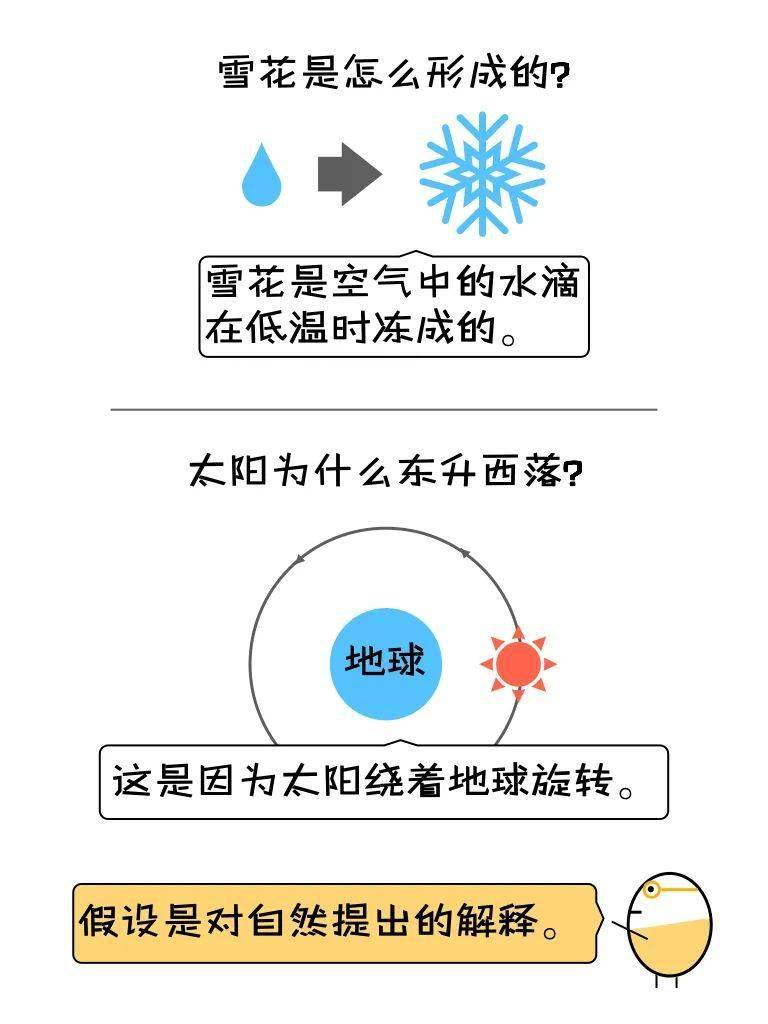 雪花是怎么形成的?
雪花是空气中的水滴
在低温时冻成的。
太阳为什么东升西落?
地球
这是因为太阳绕着地球旋转。
假设是对自然提出的解释。